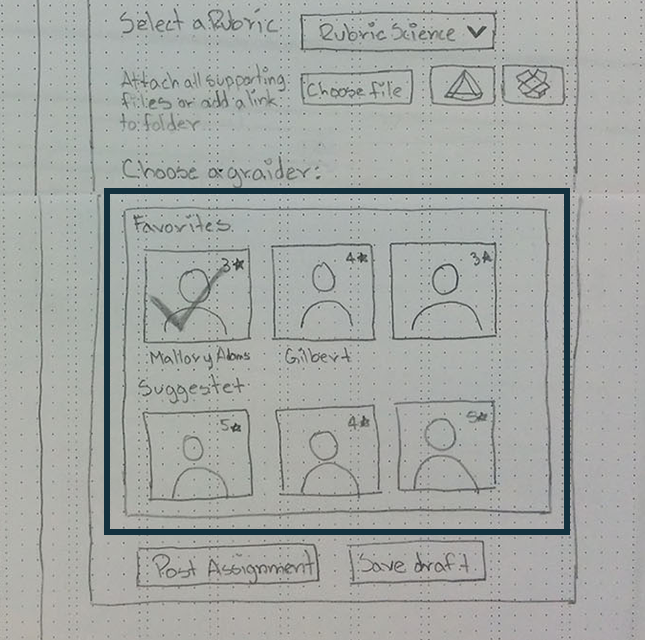 Select a Rubric
Rubric Science
Attach all supporting
files or add a link
to folder
Choose file
Choose a graider:
Favorites
3★
4★
3★
Mallory Adams
Gilbert
Suggestet
5★
4★
5★
Post Assignment
Save draft